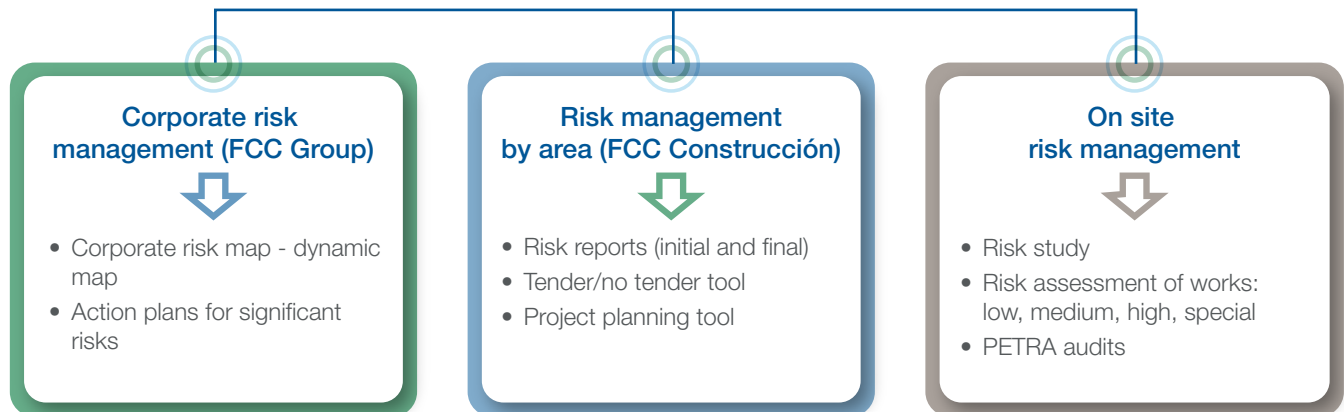 Corporate risk
management (FCC Group)
• Corporate risk map - dynamic
map
• Action plans for significant
risks
Risk management
by area (FCC Construcción)
• Risk reports (initial and final)
• Tender/no tender tool
• Project planning tool
On site
risk management
• Risk study
• Risk assessment of works:
low, medium, high, special
• PETRA audits